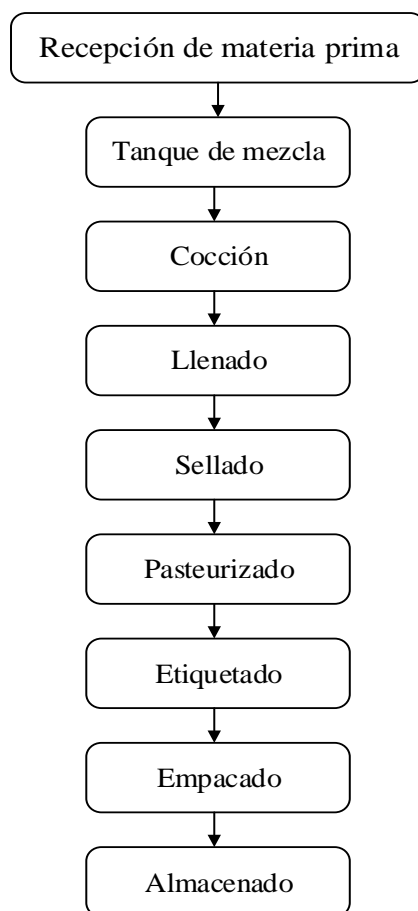 Recepción de materia prima
Tanque de mezcla
Cocción
Llenado
Sellado
Pasteurizado
Etiquetado
Empacado
Almacenado